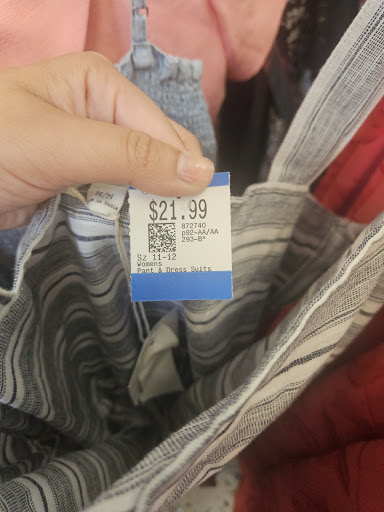 M/M
$21.99
872740
p92-AA/AA
293-B*
Sz 11-12
Womens
Pant & Dress Suits